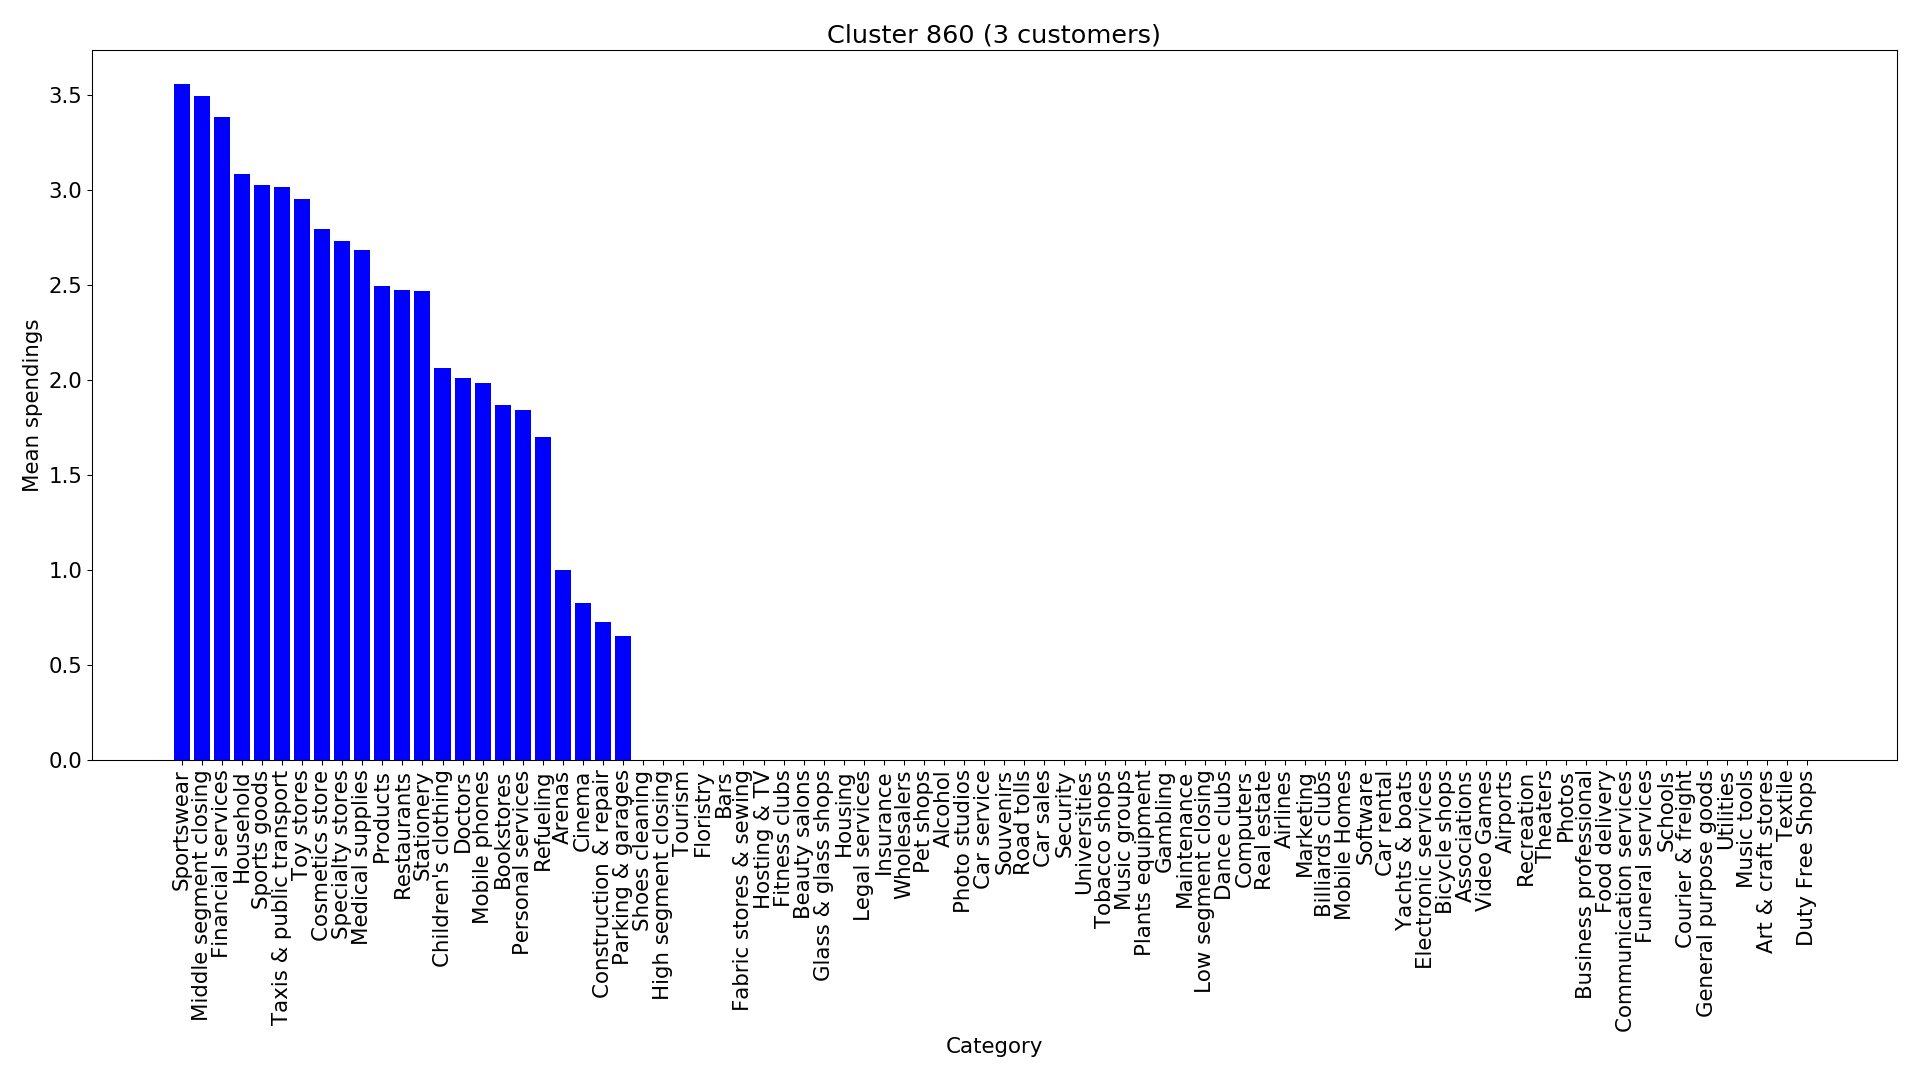 Cluster 860 (3 customers)
Mean spendings
3.5
3.0
2.5
2.0
1.5
1.0
0.5
0.0
Sportswear
Middle segment closing
Financial services
Household
Sports goods
Taxis & public transport
Toy stores
Cosmetics store
Specialty stores
Medical supplies
Products
Restaurants
Stationery
Children's clothing
Doctors
Mobile phones
Bookstores
Personal services
Refueling
Arenas
Cinema
Construction & repair
Parking & garages
Shoes cleaning
High segment closing
Tourism
Floristry
Bars
Fabric stores & sewing
Hosting & TV
Fitness clubs
Beauty salons
Glass & glass shops
Housing
Legal services
Insurance
Wholesalers
Pet shops
Alcohol
Photo studios
Car service
Souvenirs
Road tolls
Car sales
Security
Universities
Tobacco shops
Music groups
Plants equipment
Gambling
Maintenance
Low segment closing
Dance clubs
Computers
Real estate
Airlines
Marketing
Billiards clubs
Mobile Homes
Software
Car rental
Yachts & boats
Electronic services
Bicycle shops
Associations
Video Games
Airports
Recreation
Theaters
Photos
Business professional
Food delivery
Communication services
Funeral services
Schools
Courier & freight
General purpose goods
Utilities
Music tools
Art & craft stores
Textile
Duty Free Shops
Category